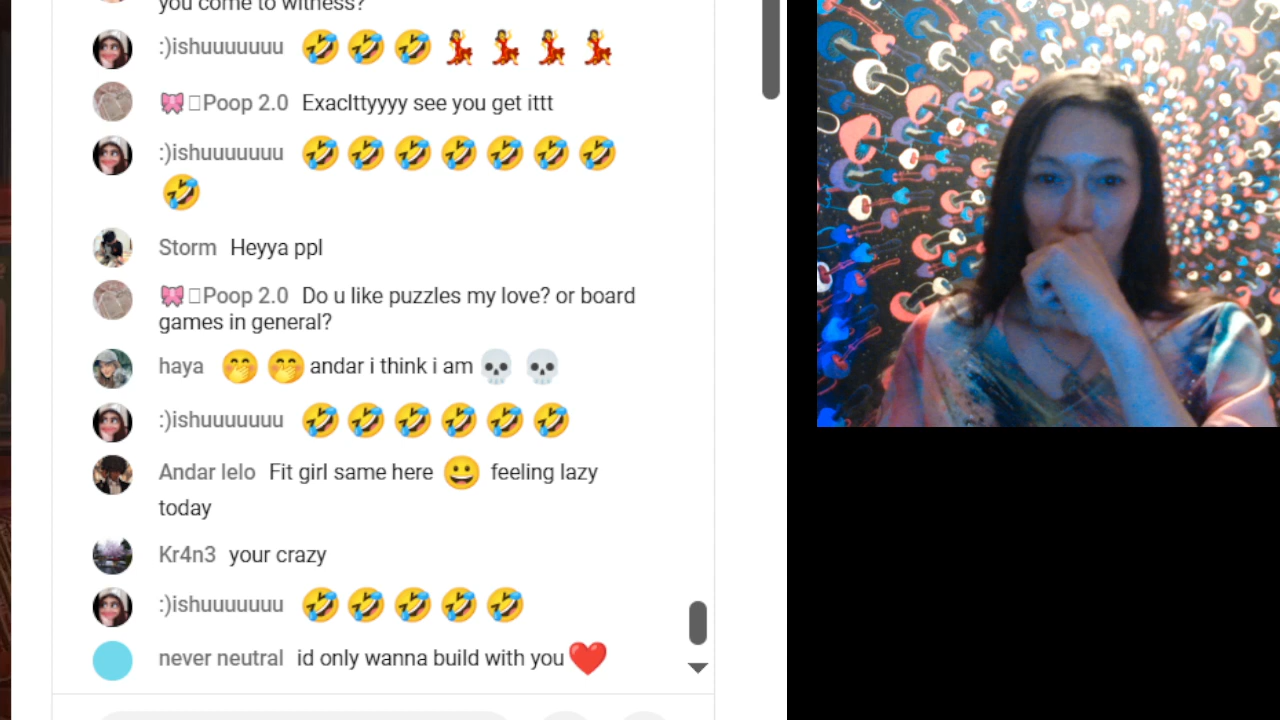 you come to witness?
:)ishuuuuuuu 🤣🤣🤣💃💃💃💃
🎀Poop 2.0 Exaclttyyyy see you get ittt
:)ishuuuuuuu 🤣🤣🤣🤣🤣🤣🤣
🤣
Storm Heyya ppl
🎀Poop 2.0 Do u like puzzles my love? or board
games in general?
haya 🤭🤭 andar i think i am 💀💀
:)ishuuuuuuu 🤣🤣🤣🤣🤣🤣
Andar lelo Fit girl same here 😀 feeling lazy
today
Kr4n3 your crazy
:)ishuuuuuuu 🤣🤣🤣🤣🤣
never neutral id only wanna build with you❤️